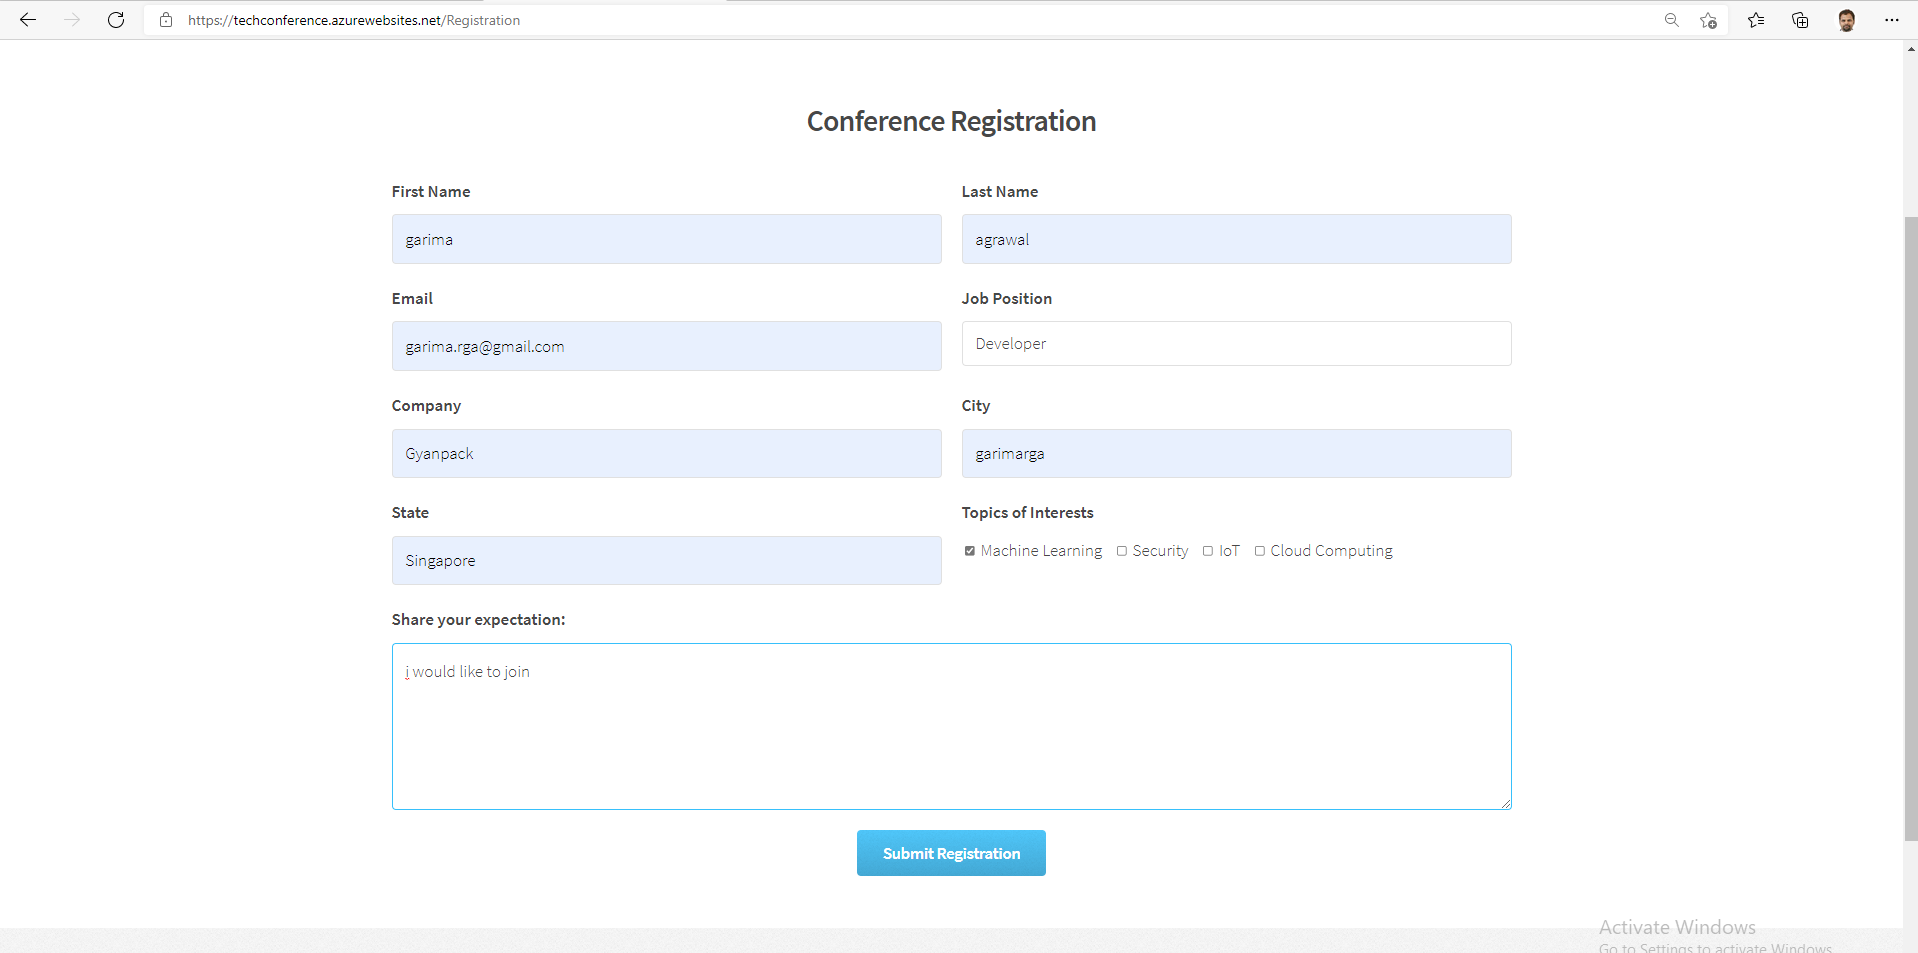 https://techconference.azurewebsites.net/Registration
Conference Registration
First Name
Last Name
garima
agrawal
Email
Job Position
garima.rga@gmail.com
Developer
Company
City
Gyanpack
garimarga
State
Topics of Interests
Singapore
Machine Learning Security IoT Cloud Computing
Share your expectation:
i would like to join
Submit Registration
Activate Windows
Go to Settings to activate Windows.